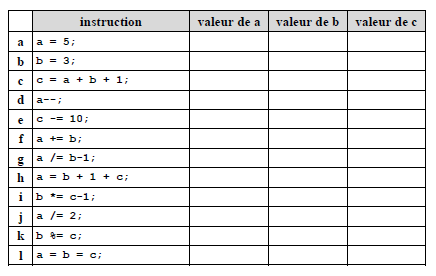 instruction valeur de a valeur de b valeur de c
a a = 5;
b b = 3;
c c = a + b + 1;
d a--;
e c -= 10;
f a += b;
g a /= b-1;
h a = b + 1 + c;
i b *= c-1;
j a /= 2;
k b %= c;
l a = b = c;